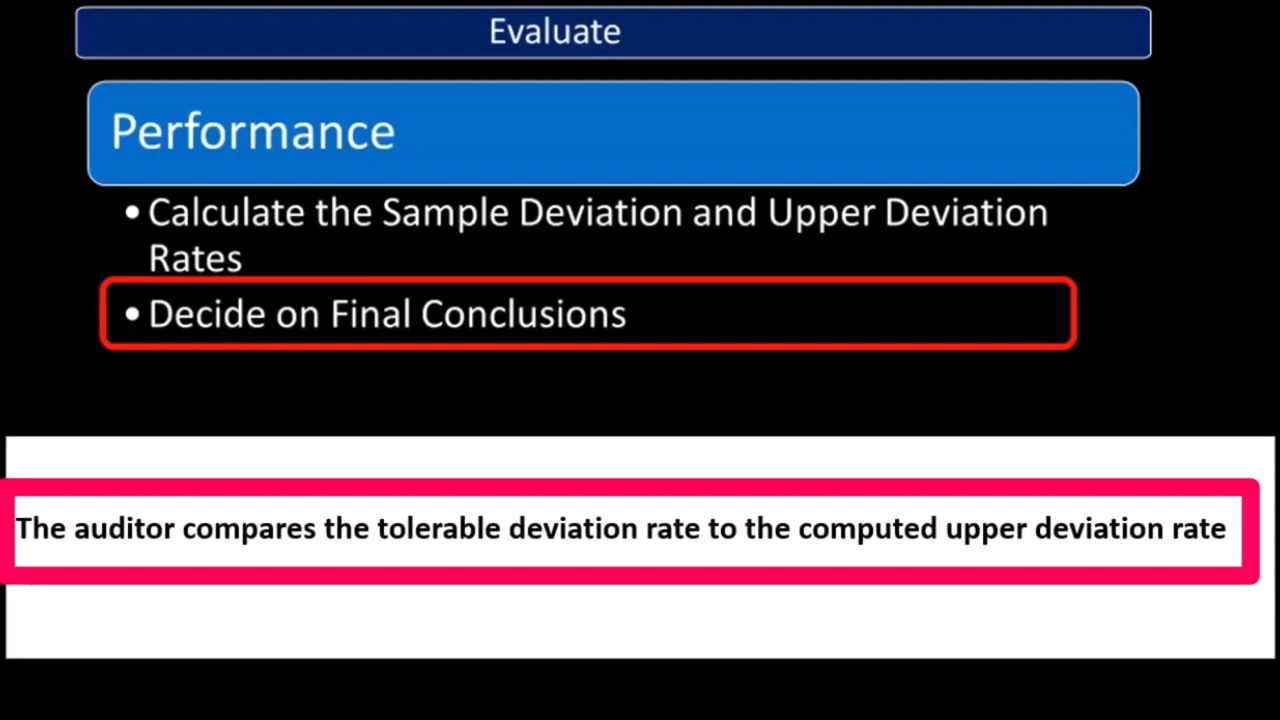 Evaluate
Performance
• Calculate the Sample Deviation and Upper Deviation
Rates
• Decide on Final Conclusions
The auditor compares the tolerable deviation rate to the computed upper deviation rate